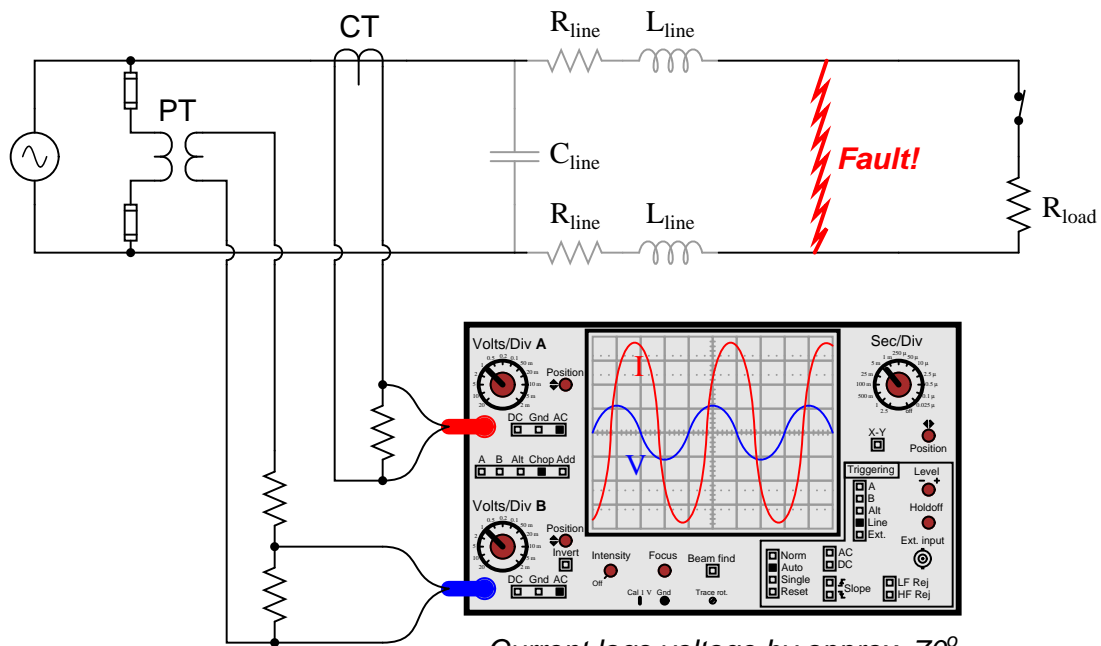 CT
R_line L_line
PT
C_line
Fault!
R_line L_line
R_load
Volts/Div A
Position
DC Gnd AC
A B Alt Chop Add
Volts/Div B
Position
Invert
DC Gnd AC
I
V
Intensity
Off
Focus
Beam find
Cal 1 V Gnd
Trace rot.
Sec/Div
X-Y
Position
Triggering
A
B
Alt
Line
Ext.
Level
- +
Holdoff
Ext. input
Norm
Auto
Single
Reset
AC
DC
Slope
LF Rej
HF Rej